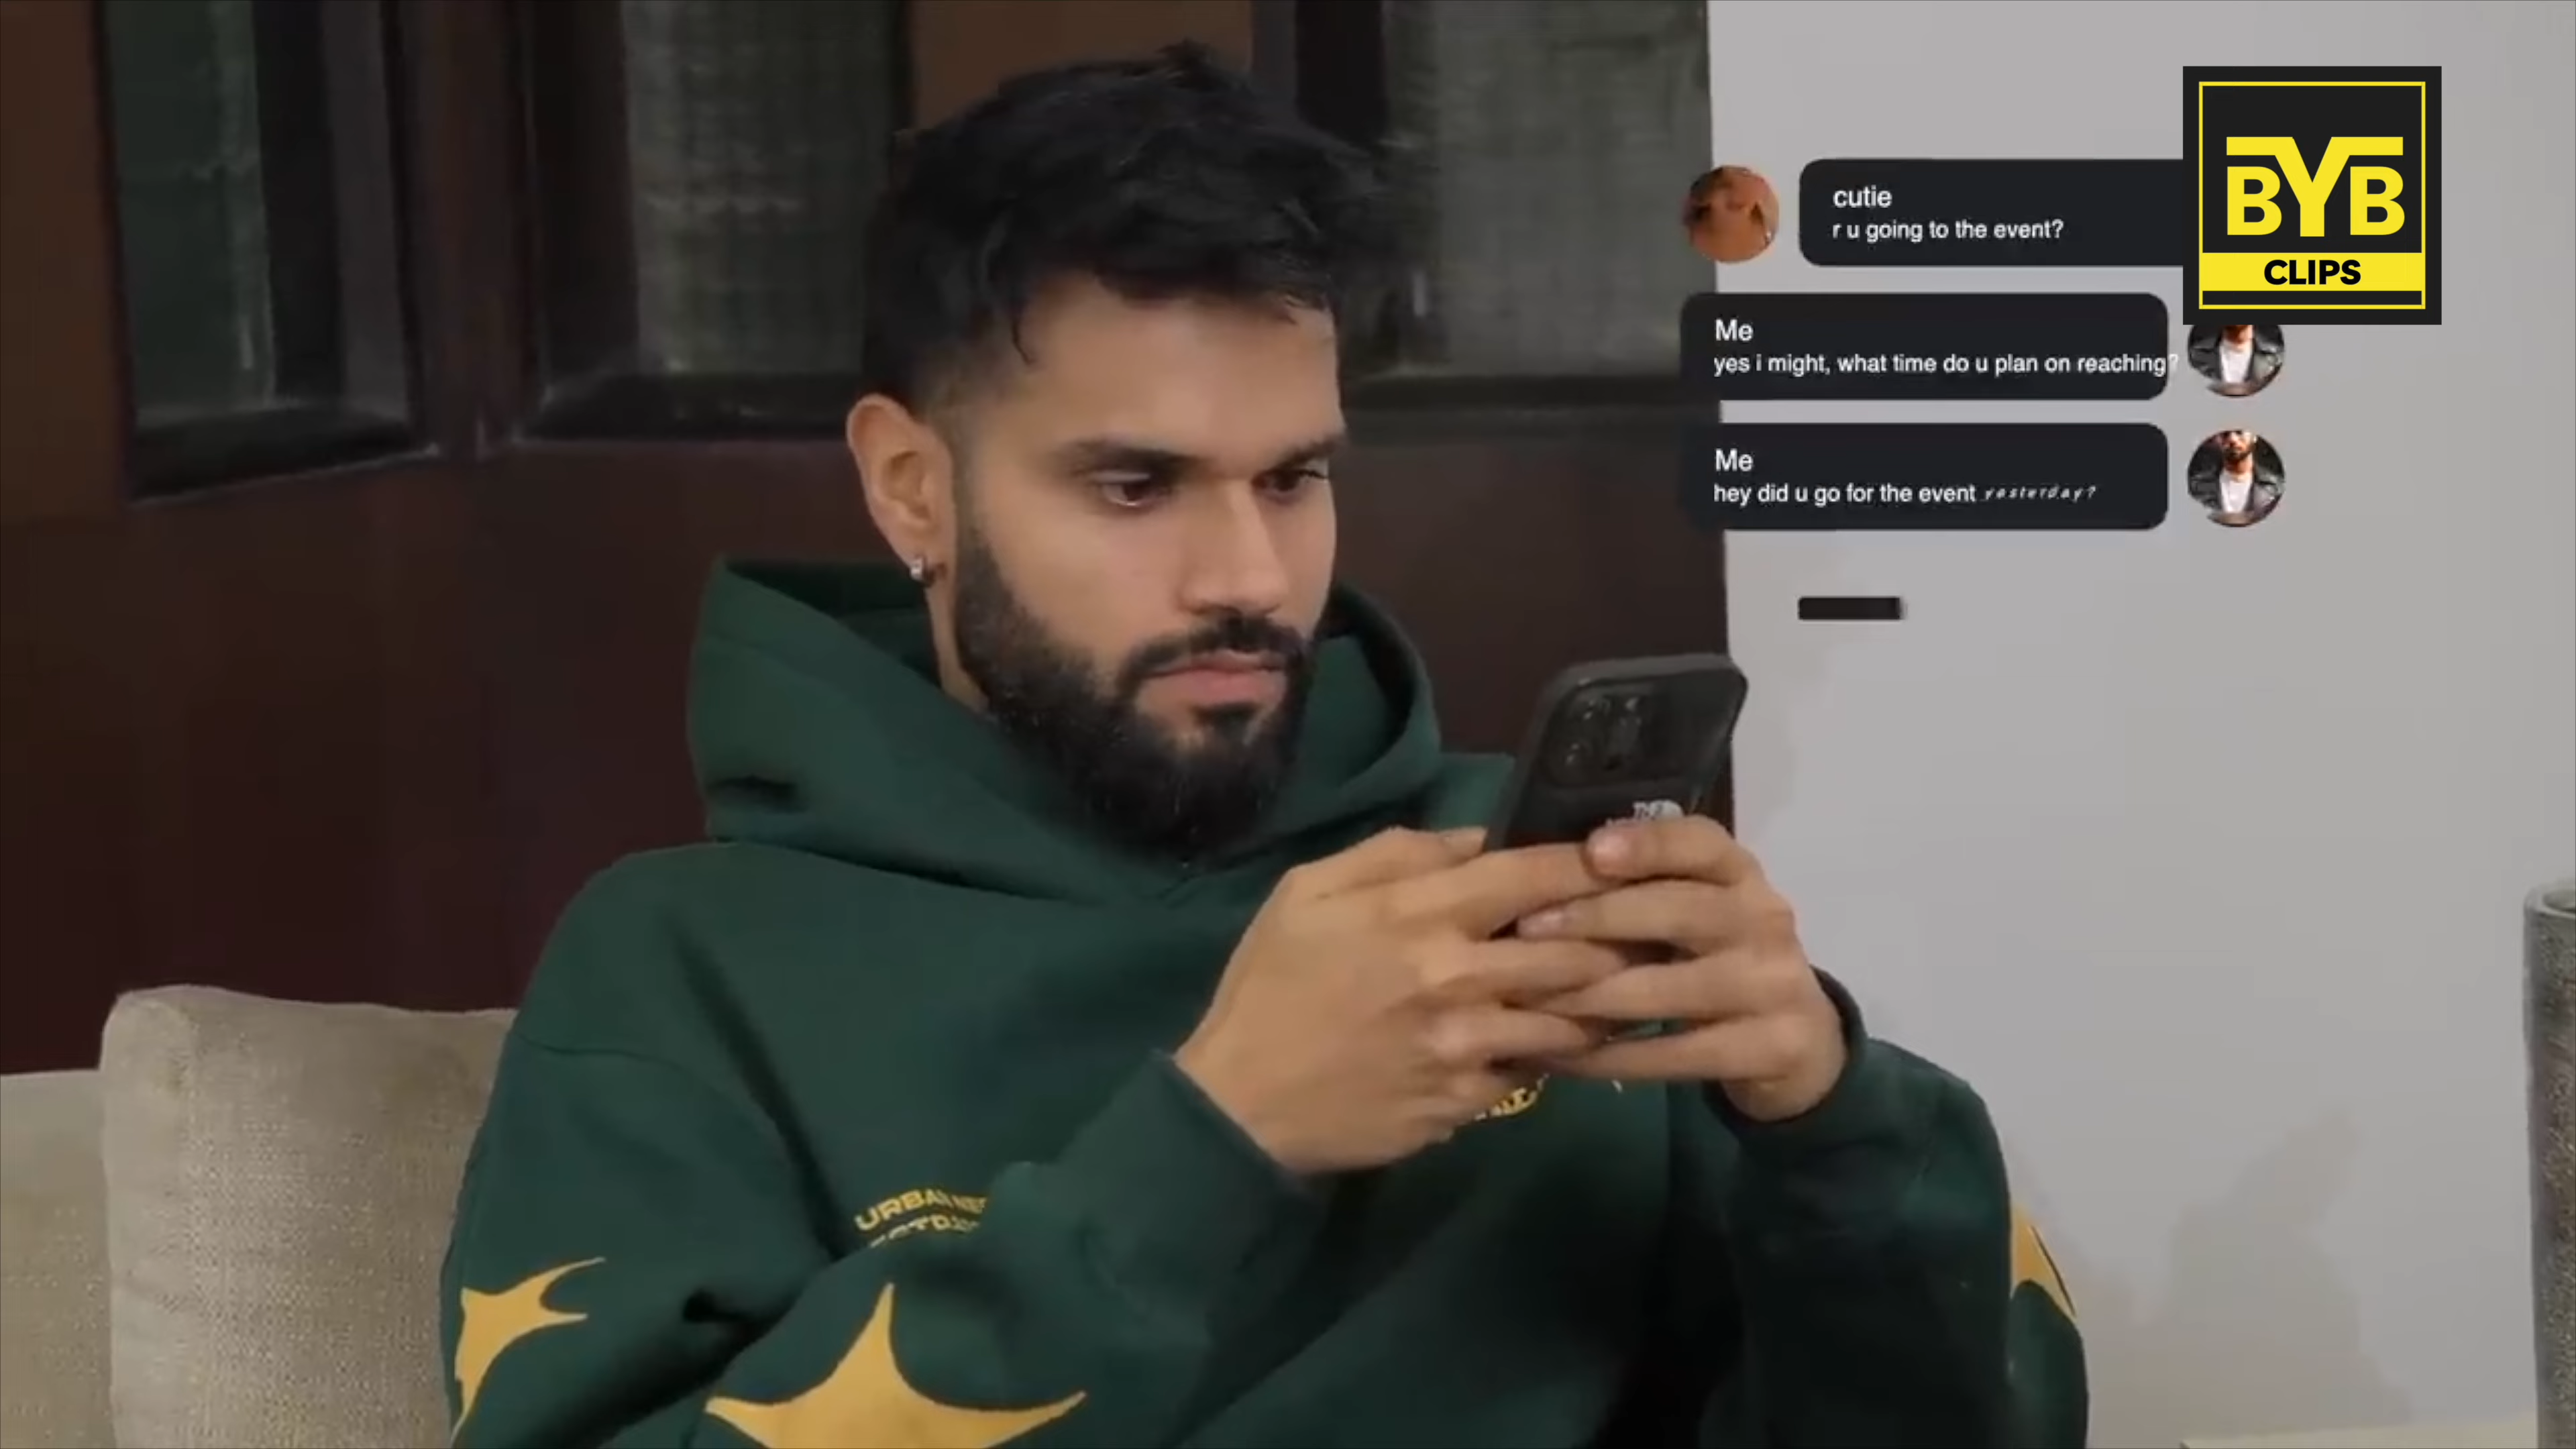 cutie
r u going to the event?
BYB
CLIPS
Me
yes i might, what time do u plan on reaching?
Me
hey did u go for the event yesterday?
THE
URBAN